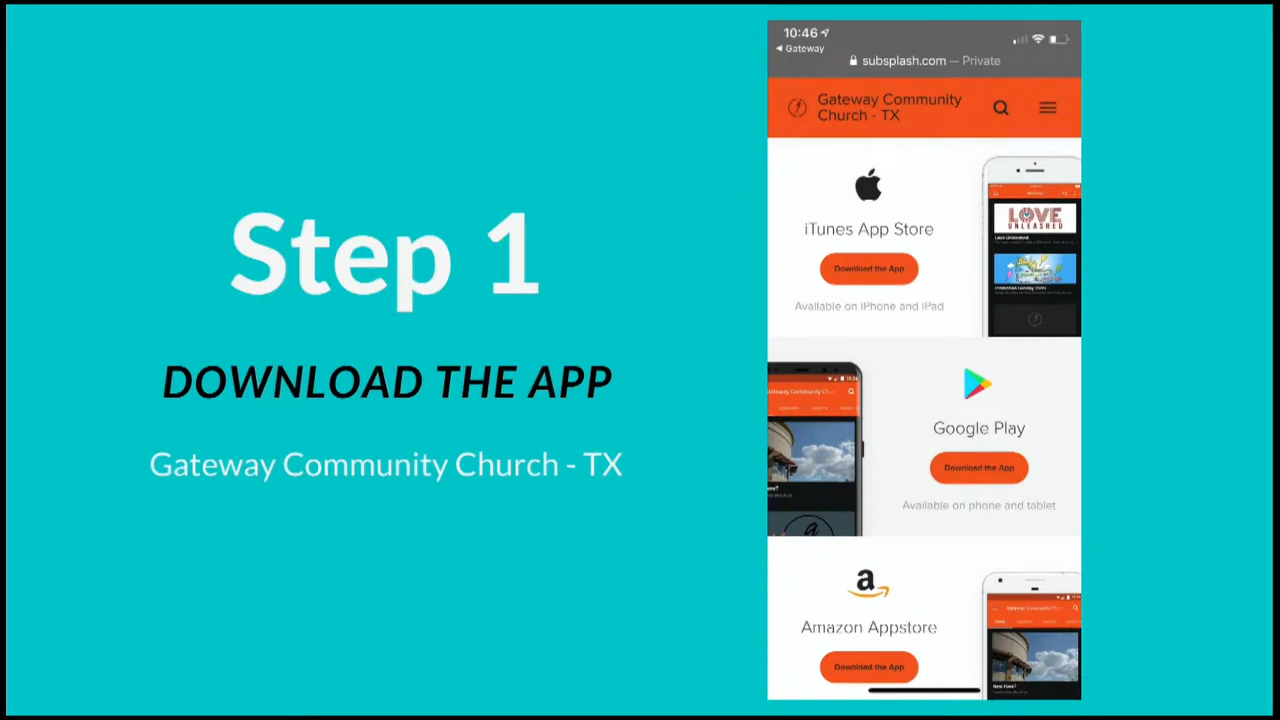 Step 1
DOWNLOAD THE APP
Gateway Community Church - TX
10:46
Gateway
subsplash.com — Private
Gateway Community
Church - TX
iTunes App Store
Download the App
Available on iPhone and iPad
LOVE
UNLEASHED
Google Play
Download the App
Available on phone and tablet
Amazon Appstore
Download the App
New Here?